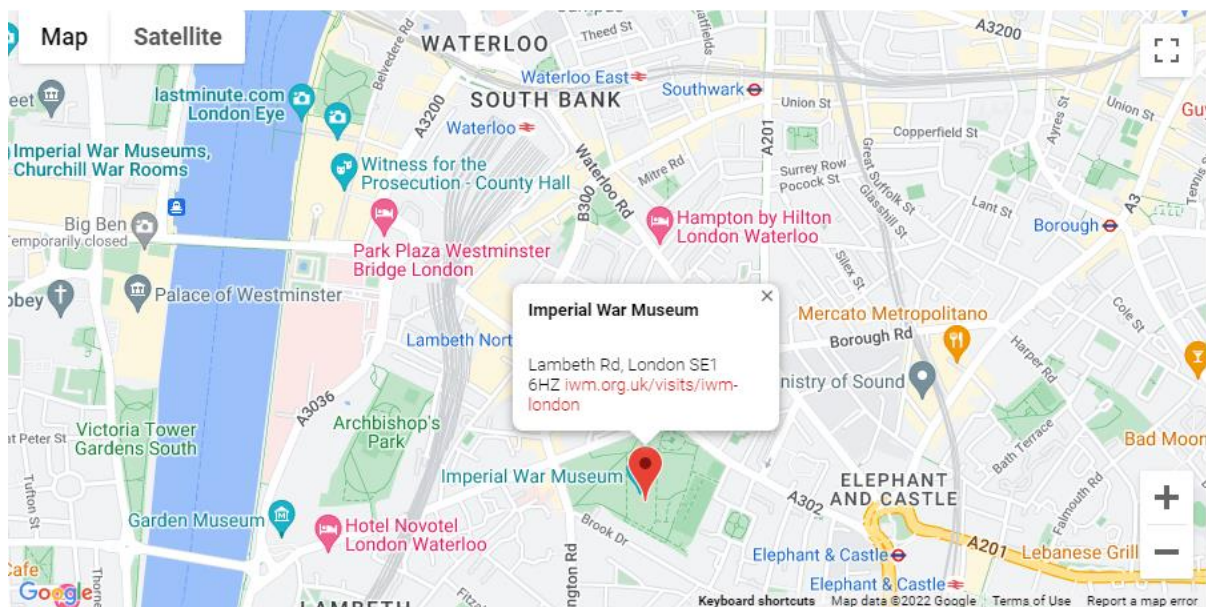 Map Satellite
WATERLOO
Theed St
A3200
Belvedere Rd
Waterloo East
Southwark
SOUTH BANK
Union St
Union St
lastminute.com
London Eye
A3200
Waterloo
A201
Copperfield St
Ayres St
Imperial War Museums,
Churchill War Rooms
Witness for the
Prosecution - County Hall
Waterloo Rd
Mitre Rd
Surrey Row
Pocock St
Great Suffolk St
Glasshill St
Lant St
A3
B300
Big Ben
Temporarily closed
Park Plaza Westminster
Bridge London
Hampton by Hilton
London Waterloo
Borough
Silex St
Palace of Westminster
Imperial War Museum
Lambeth Rd, London SE1
6HZ iwm.org.uk/visits/iwm-
london
Mercato Metropolitano
Borough Rd
Cole St
Harper Rd
A3036
Archbishop's
Park
Victoria Tower
Gardens South
Bath Terrace
Bad Moon
Tufton St
Imperial War Museum
A302
ELEPHANT
AND CASTLE
Falmouth Rd
Garden Museum
Hotel Novotel
London Waterloo
Brook Dr
A201
Elephant & Castle
Lebanese Grill
Cafe
Google
LAMBETH
Elephant & Castle
Keyboard shortcuts Map data ©2022 Google Terms of Use Report a map error